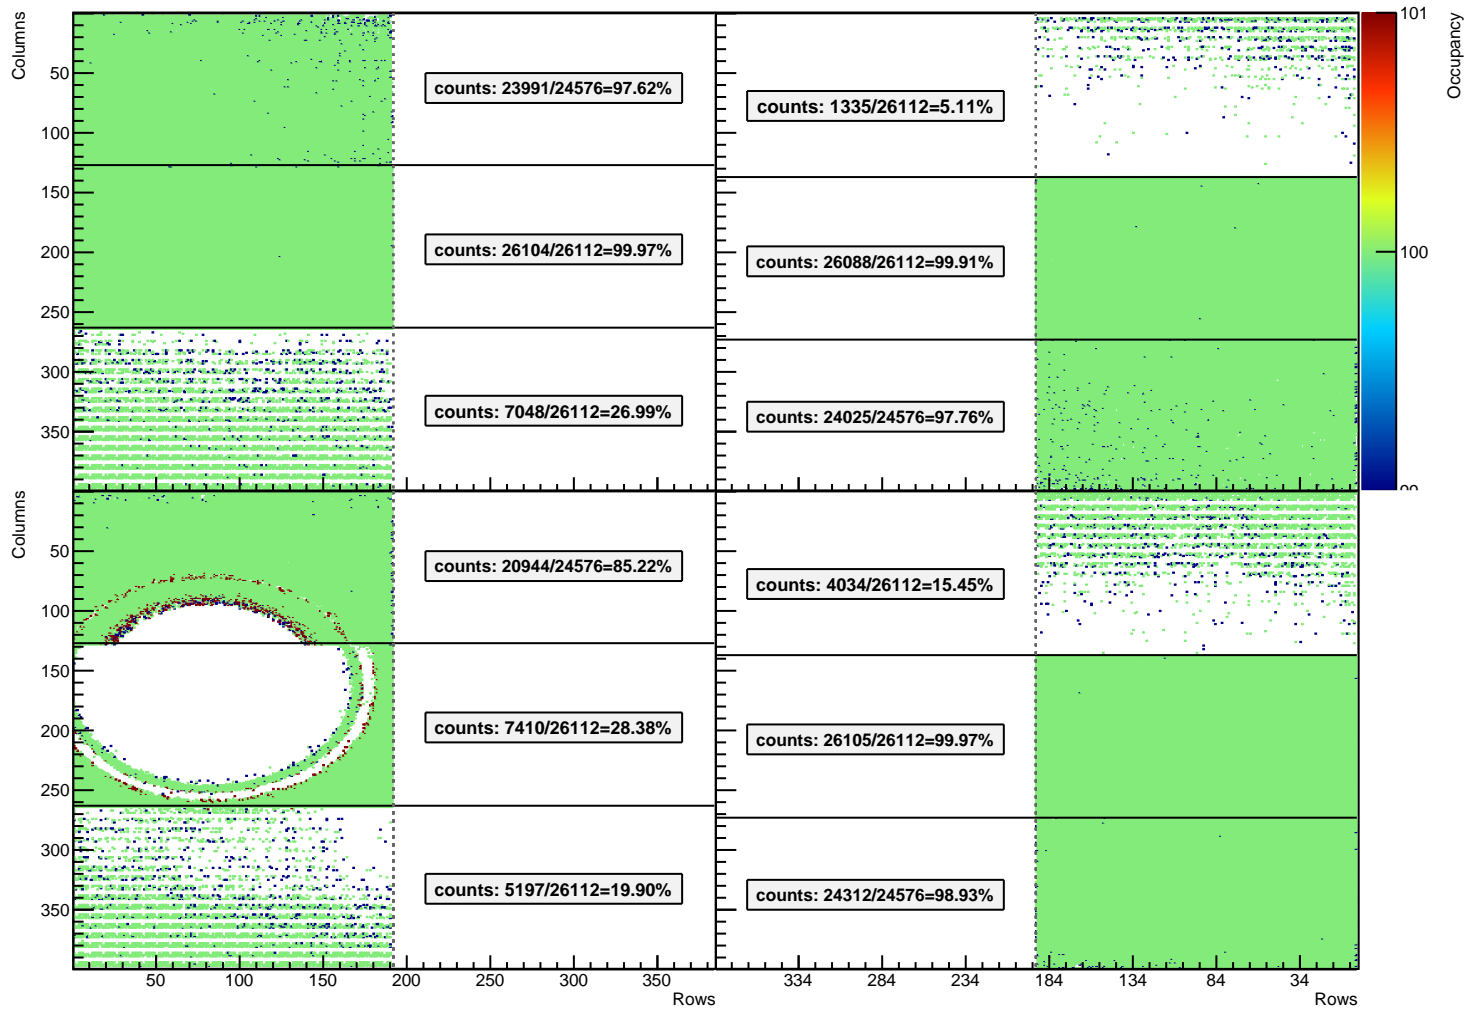 101
Columns
Occupancy
50
counts: 23991/24576=97.62%
counts: 1335/26112=5.11%
100
150
200
counts: 26104/26112=99.97%
counts: 26088/26112=99.91%
100
250
300
350
counts: 7048/26112=26.99%
counts: 24025/24576=97.76%
99
Columns
50
counts: 20944/24576=85.22%
counts: 4034/26112=15.45%
100
150
200
counts: 7410/26112=28.38%
counts: 26105/26112=99.97%
250
300
350
counts: 5197/26112=19.90%
counts: 24312/24576=98.93%
50 100 150 200 250 300 350 334 284 234 184 134 84 34
Rows Rows